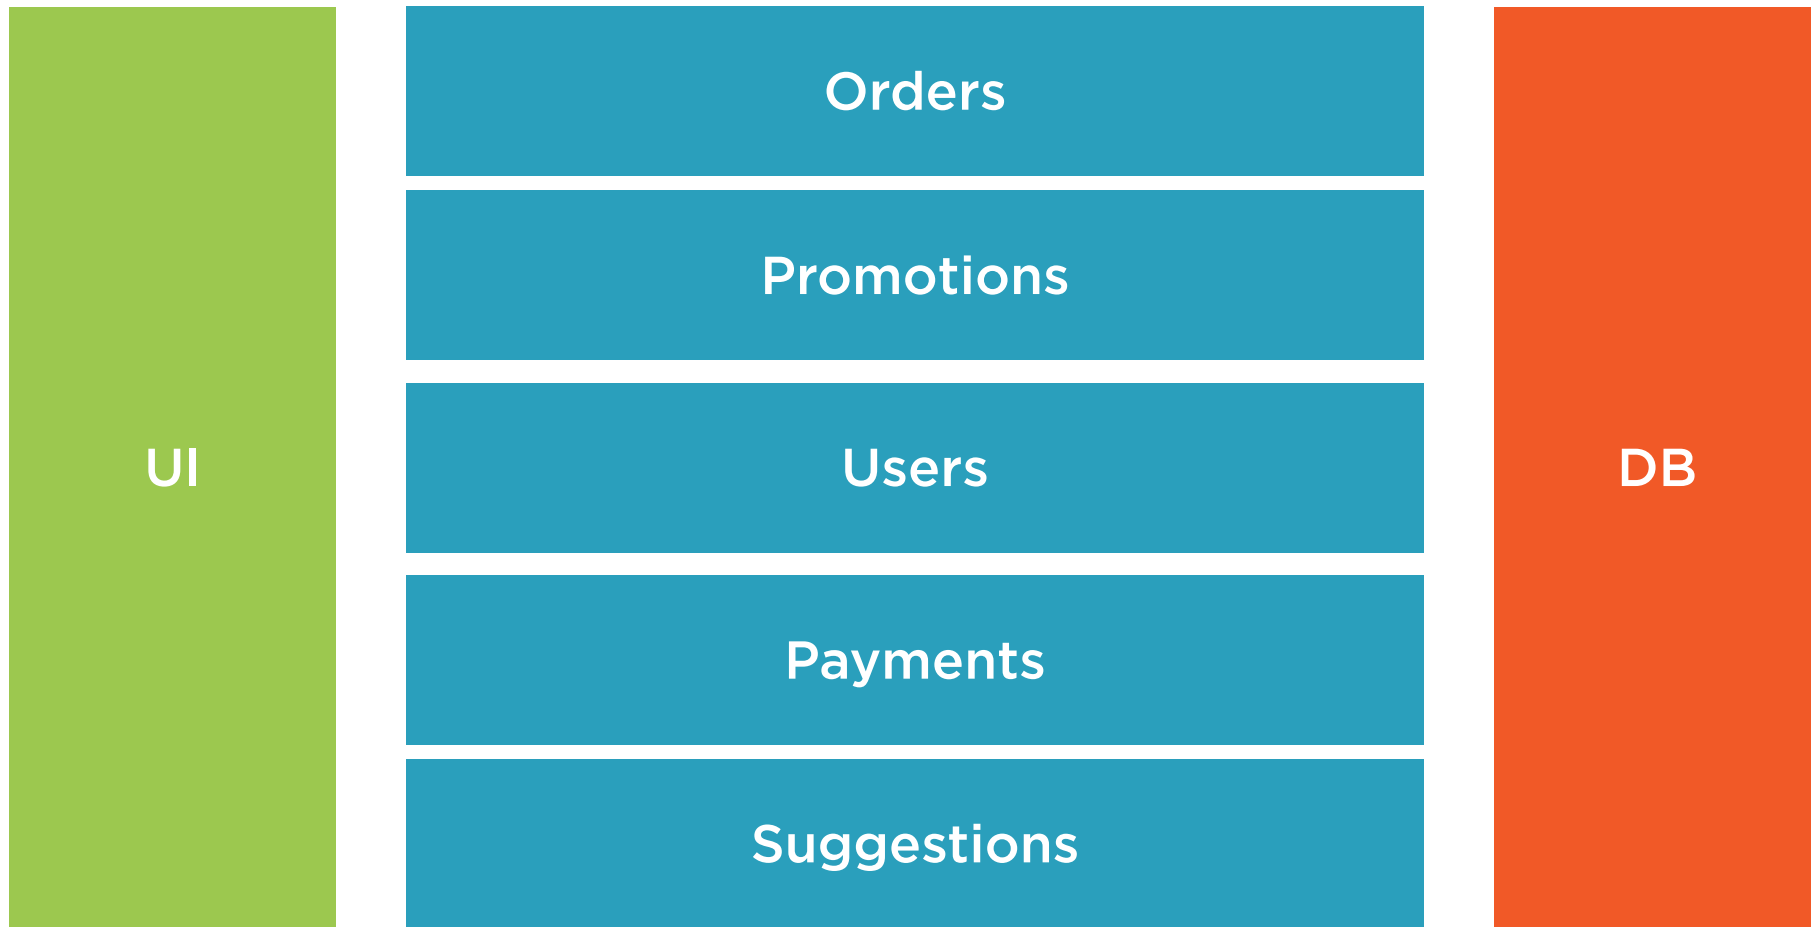 UI
Orders
Promotions
Users
Payments
Suggestions
DB